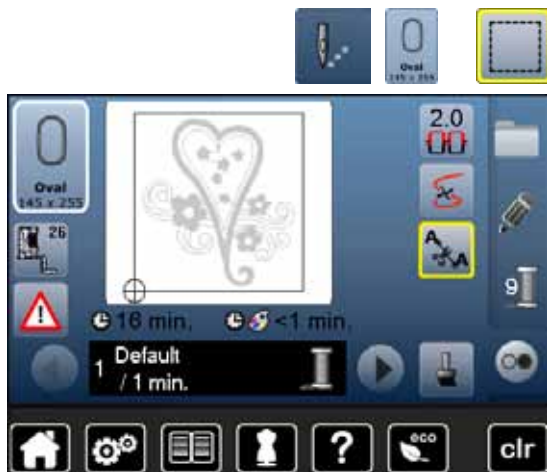 Oval
145 x 255
Oval
145 x 255
26
2.0
A
A
9
16 min.
<1 min.
1 Default
/ 1 min.
?
eco
clr